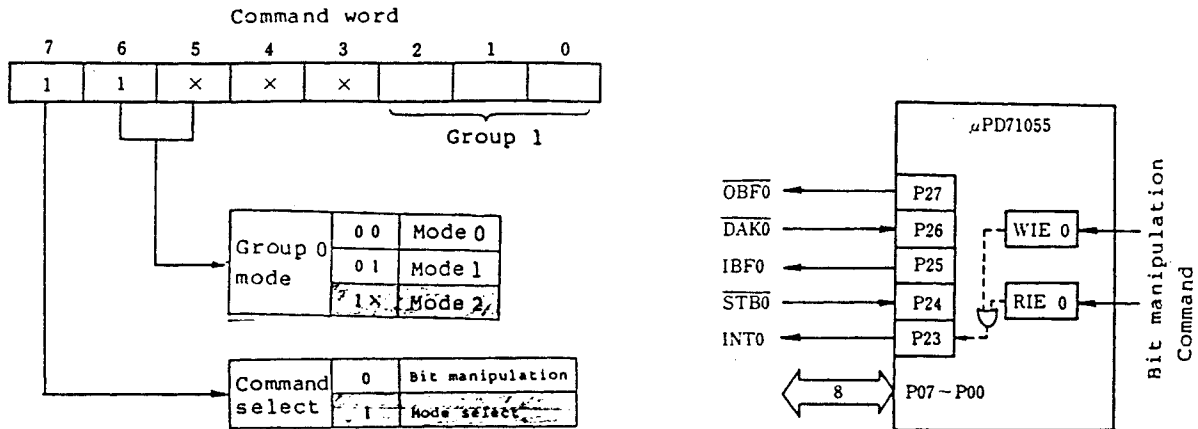 Command word
7 6 5 4 3 2 1 0
1 1 × × ×
Group 1
Group 0 mode
0 0 Mode 0
0 1 Mode 1
1 × Mode 2
Command select
0 Bit manipulation
1 Mode select
μPD71055
OBF0 P27
DAK0 P26
IBF0 P25
STB0 P24
INT0 P23
WIE 0
RIE 0
8 P07~P00
Bit manipulation
Command